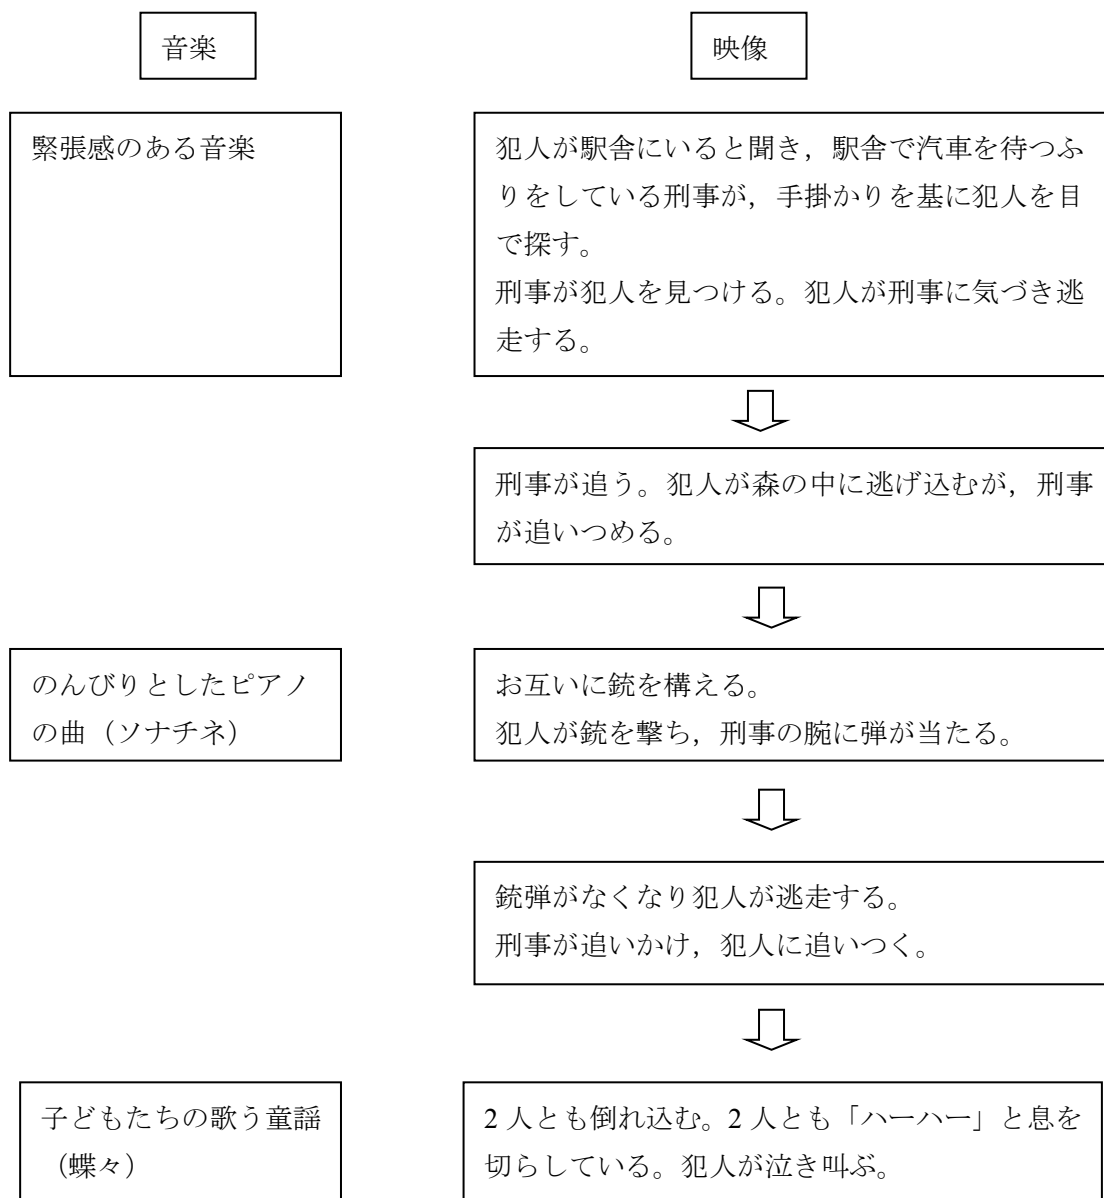 音楽
映像
緊張感のある音楽
犯人が駅舎にいると聞き，駅舎で汽車を待つふ
りをしている刑事が，手掛かりを基に犯人を目
で探す。
刑事が犯人を見つける。犯人が刑事に気づき逃
走する。
刑事が追う。犯人が森の中に逃げ込むが，刑事
が追いつめる。
のんびりとしたピアノ
の曲（ソナチネ）
お互いに銃を構える。
犯人が銃を撃ち，刑事の腕に弾が当たる。
銃弾がなくなり犯人が逃走する。
刑事が追いかけ，犯人に追いつく。
子どもたちの歌う童謡
（蝶々）
2 人とも倒れ込む。2 人とも「ハーハー」と息を
切らしている。犯人が泣き叫ぶ。